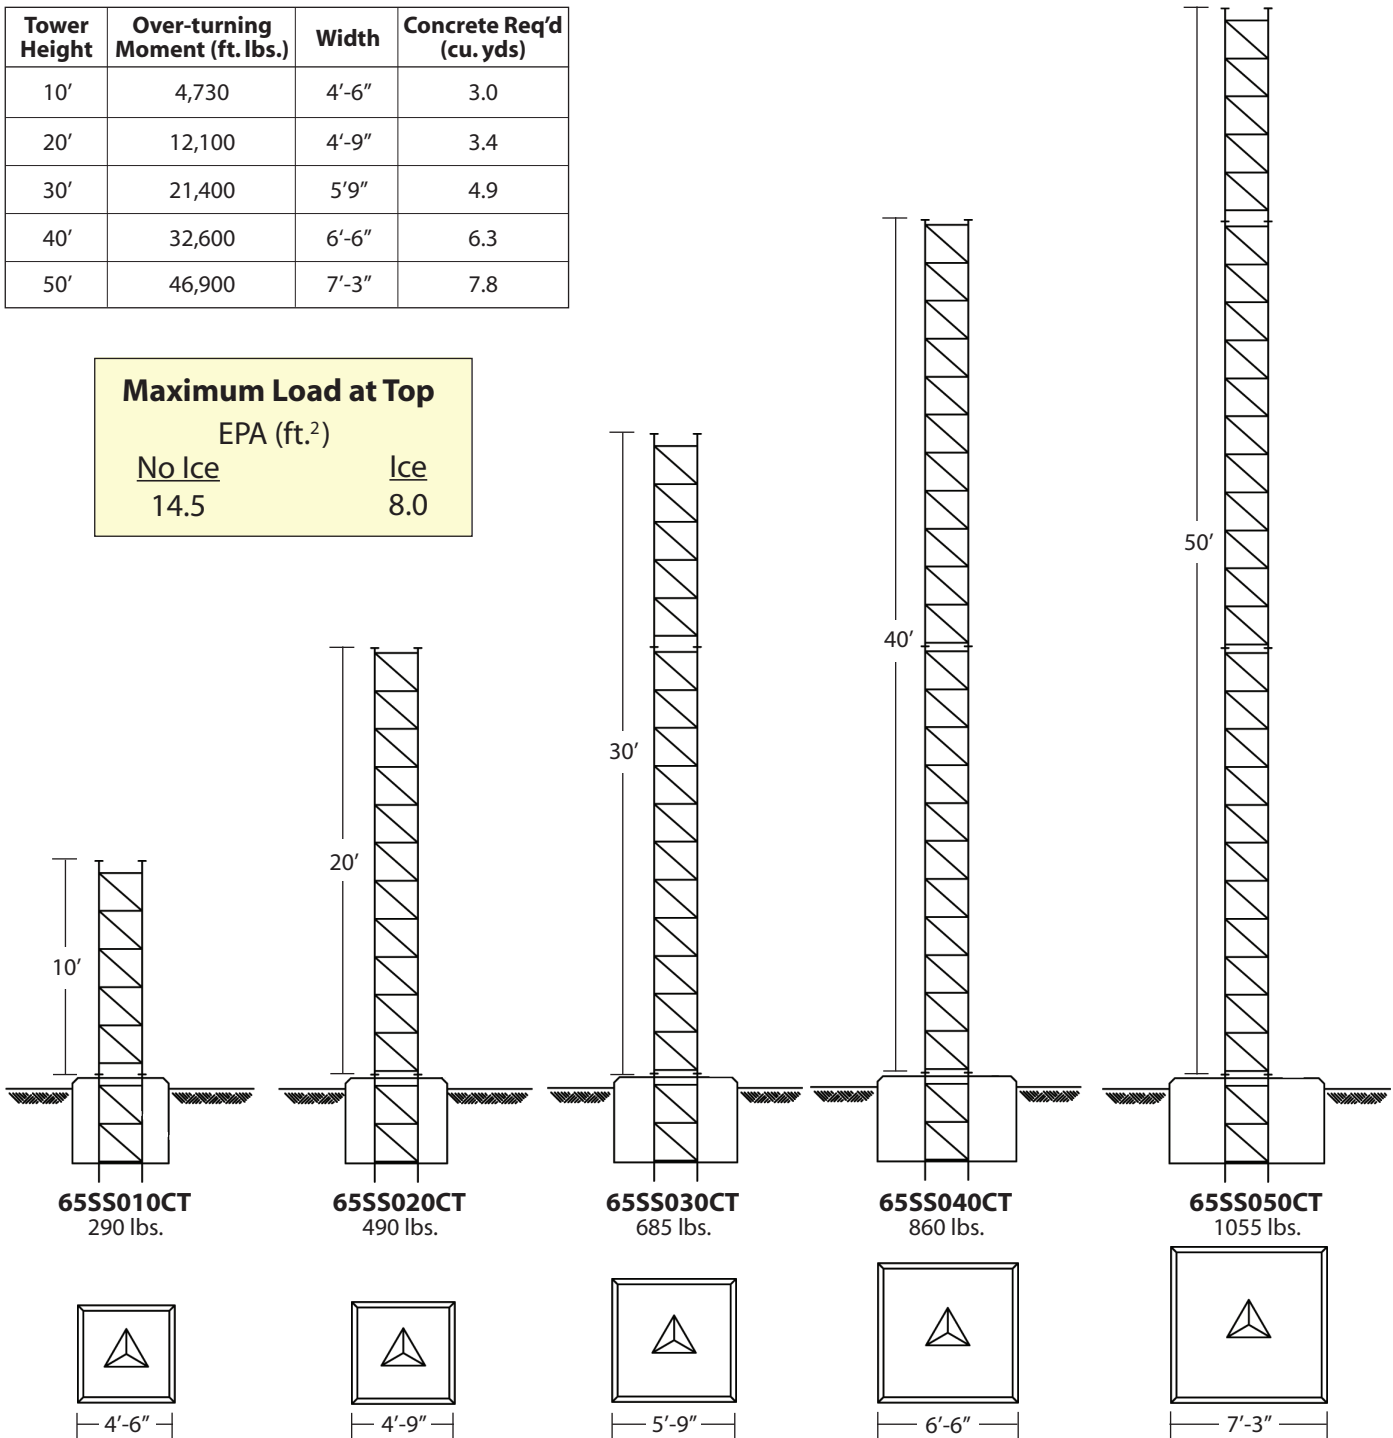 Tower Height | Over-turning Moment (ft. lbs.) | Width | Concrete Req’d (cu. yds)
10’ | 4,730 | 4’-6” | 3.0
20’ | 12,100 | 4‘-9” | 3.4
30’ | 21,400 | 5’9” | 4.9
40’ | 32,600 | 6‘-6” | 6.3
50’ | 46,900 | 7’-3” | 7.8
Maximum Load at Top
EPA (ft.²)
No Ice Ice
14.5 8.0
10’
20’
30’
40’
50’
65SS010CT
290 lbs.
65SS020CT
490 lbs.
65SS030CT
685 lbs.
65SS040CT
860 lbs.
65SS050CT
1055 lbs.
4’-6”
4’-9”
5’-9”
6’-6”
7’-3”